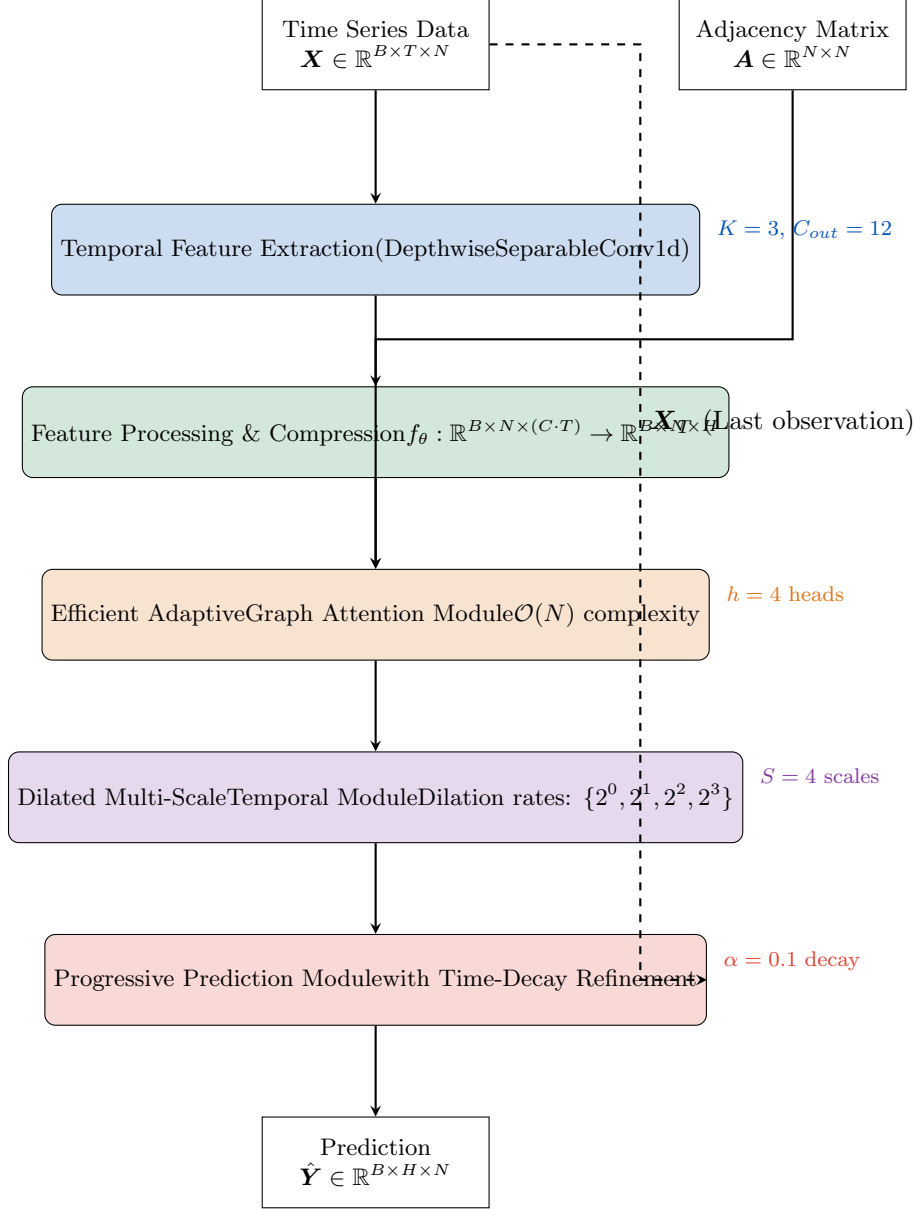 Time Series Data
𝑿 ∈ ℝ^{B×T×N}
Adjacency Matrix
𝑨 ∈ ℝ^{N×N}
Temporal Feature Extraction(DepthwiseSeparableConv1d)
K = 3, C_{out} = 12
Feature Processing & Compressionf_θ : ℝ^{B×N×(C·T)} → ℝ^{B×N×H}
𝑿_T (Last observation)
Efficient AdaptiveGraph Attention Module𝒪(N) complexity
h = 4 heads
Dilated Multi-ScaleTemporal ModuleDilation rates: {2^0, 2^1, 2^2, 2^3}
S = 4 scales
Progressive Prediction Modulewith Time-Decay Refinement
α = 0.1 decay
Prediction
𝒀̂ ∈ ℝ^{B×H×N}